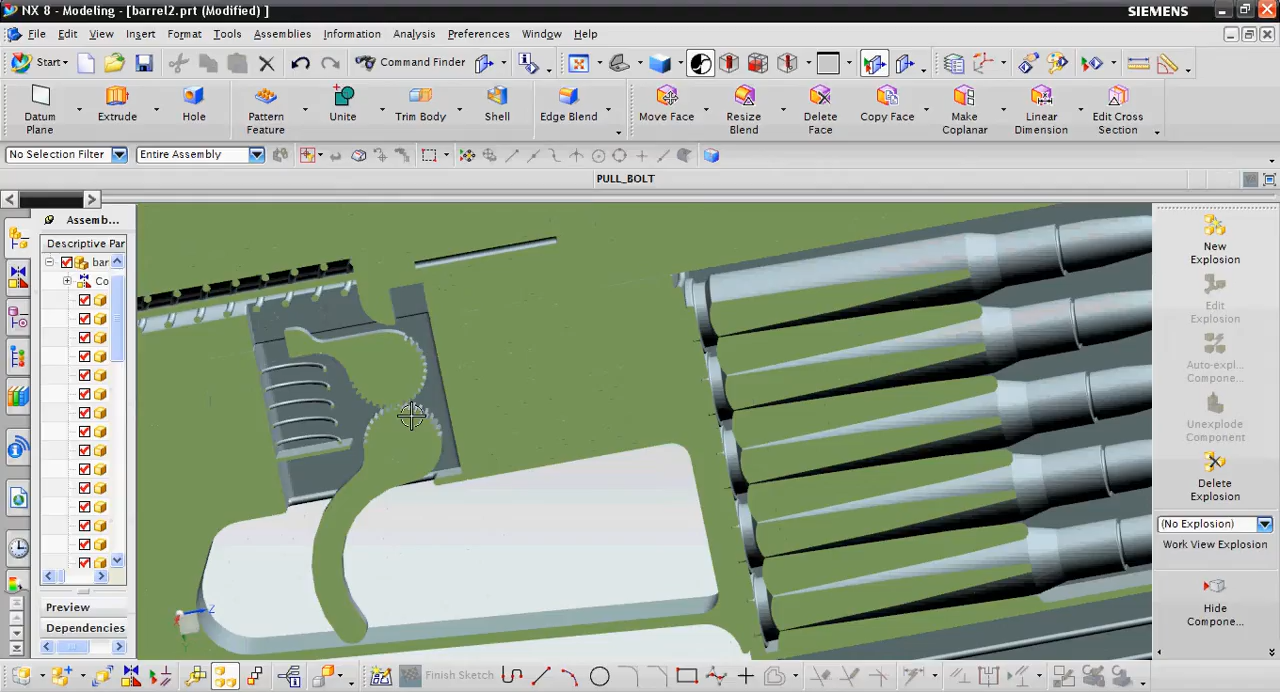 NX 8 - Modeling - [barrel2.prt (Modified) ]
SIEMENS
File Edit View Insert Format Tools Assemblies Information Analysis Preferences Window Help
Start Command Finder
Datum Plane
Extrude
Hole
Pattern Feature
Unite
Trim Body
Shell
Edge Blend
Move Face
Resize Blend
Delete Face
Copy Face
Make Coplanar
Linear Dimension
Edit Cross Section
No Selection Filter
Entire Assembly
PULL_BOLT
Assemb...
Descriptive Par
bar
Co
Preview
Dependencies
Z
New Explosion
Edit Explosion
Auto-expl... Compone...
Unexplode Component
Delete Explosion
(No Explosion)
Work View Explosion
Hide Compone...
Finish Sketch